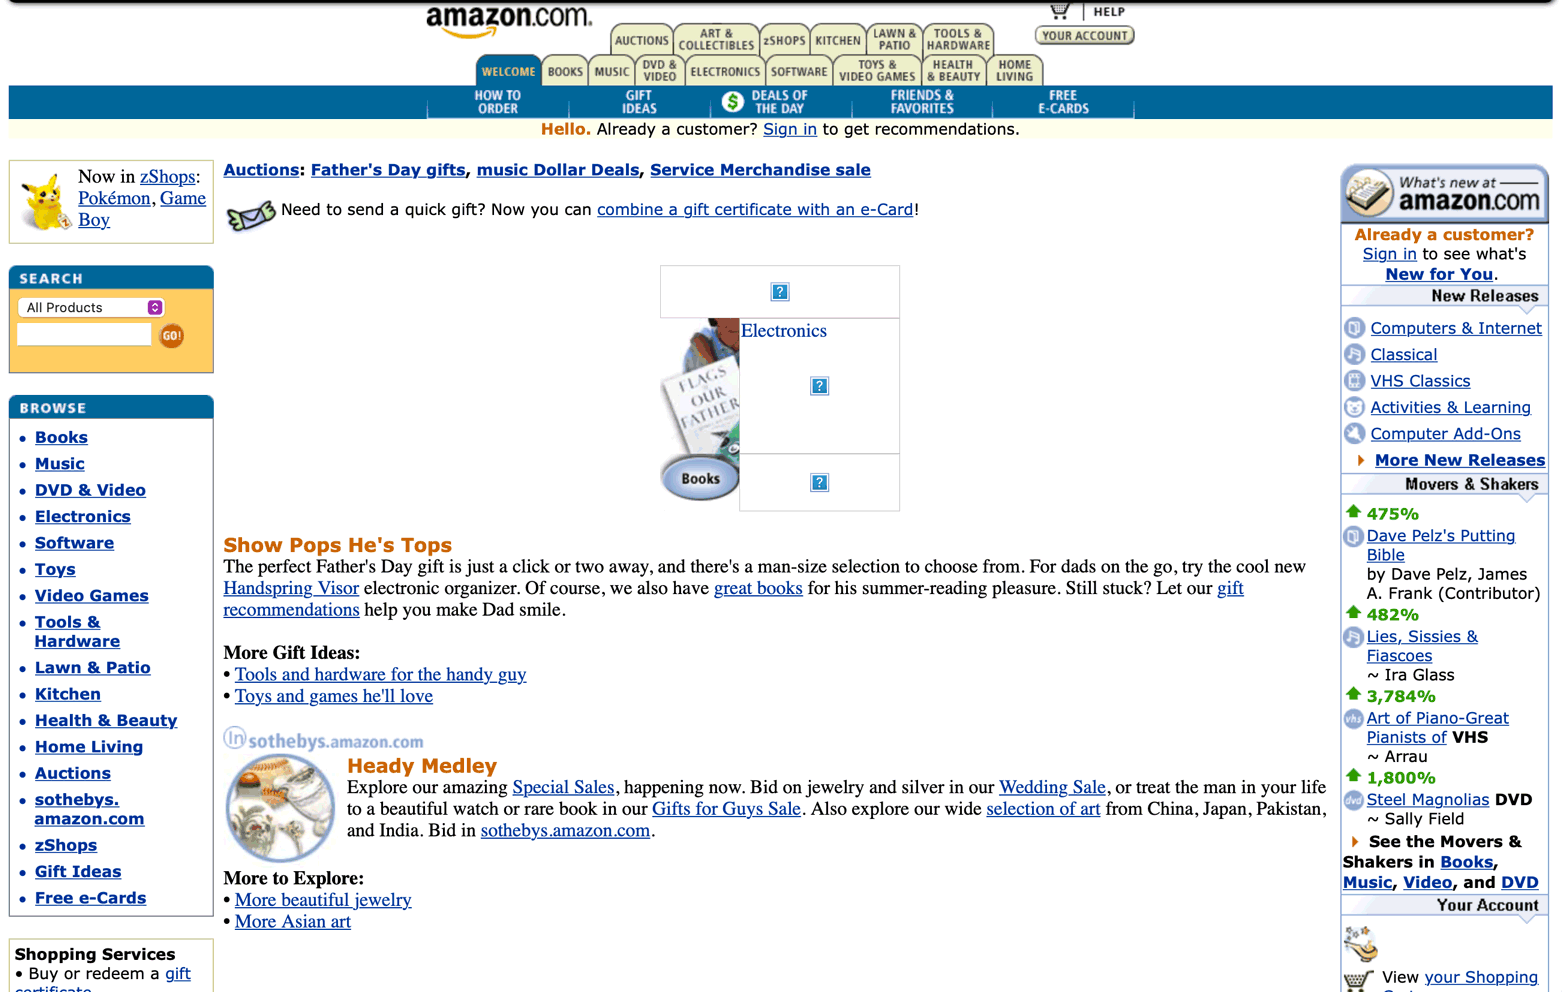 amazon.com.
HELP
YOUR ACCOUNT
AUCTIONS
ART &
COLLECTIBLES
zSHOPS
KITCHEN
LAWN &
PATIO
TOOLS &
HARDWARE
WELCOME
BOOKS
MUSIC
DVD &
VIDEO
ELECTRONICS
SOFTWARE
TOYS &
VIDEO GAMES
HEALTH
& BEAUTY
HOME
LIVING
HOW TO
ORDER
GIFT
IDEAS
$
DEALS OF
THE DAY
FRIENDS &
FAVORITES
FREE
E-CARDS
Hello. Already a customer? Sign in to get recommendations.
Now in zShops:
Pokémon, Game
Boy
SEARCH
All Products
GO!
BROWSE
• Books
• Music
• DVD & Video
• Electronics
• Software
• Toys
• Video Games
• Tools &
Hardware
• Lawn & Patio
• Kitchen
• Health & Beauty
• Home Living
• Auctions
• sothebys.
amazon.com
• zShops
• Gift Ideas
• Free e-Cards
Shopping Services
• Buy or redeem a gift
certificate
Auctions: Father's Day gifts, music Dollar Deals, Service Merchandise sale
Need to send a quick gift? Now you can combine a gift certificate with an e-Card!
?
FLAGS
OUR
FATHER
Books
Electronics
?
?
Show Pops He's Tops
The perfect Father's Day gift is just a click or two away, and there's a man-size selection to choose from. For dads on the go, try the cool new
Handspring Visor electronic organizer. Of course, we also have great books for his summer-reading pleasure. Still stuck? Let our gift
recommendations help you make Dad smile.
More Gift Ideas:
• Tools and hardware for the handy guy
• Toys and games he'll love
In sothebys.amazon.com
Heady Medley
Explore our amazing Special Sales, happening now. Bid on jewelry and silver in our Wedding Sale, or treat the man in your life
to a beautiful watch or rare book in our Gifts for Guys Sale. Also explore our wide selection of art from China, Japan, Pakistan,
and India. Bid in sothebys.amazon.com.
More to Explore:
• More beautiful jewelry
• More Asian art
What's new at
amazon.com
Already a customer?
Sign in to see what's
New for You.
New Releases
Computers & Internet
Classical
VHS Classics
Activities & Learning
Computer Add-Ons
More New Releases
Movers & Shakers
475%
Dave Pelz's Putting
Bible
by Dave Pelz, James
A. Frank (Contributor)
482%
Lies, Sissies &
Fiascoes
~ Ira Glass
3,784%
vhs Art of Piano-Great
Pianists of VHS
~ Arrau
1,800%
dvd Steel Magnolias DVD
~ Sally Field
See the Movers &
Shakers in Books,
Music, Video, and DVD
Your Account
View your Shopping